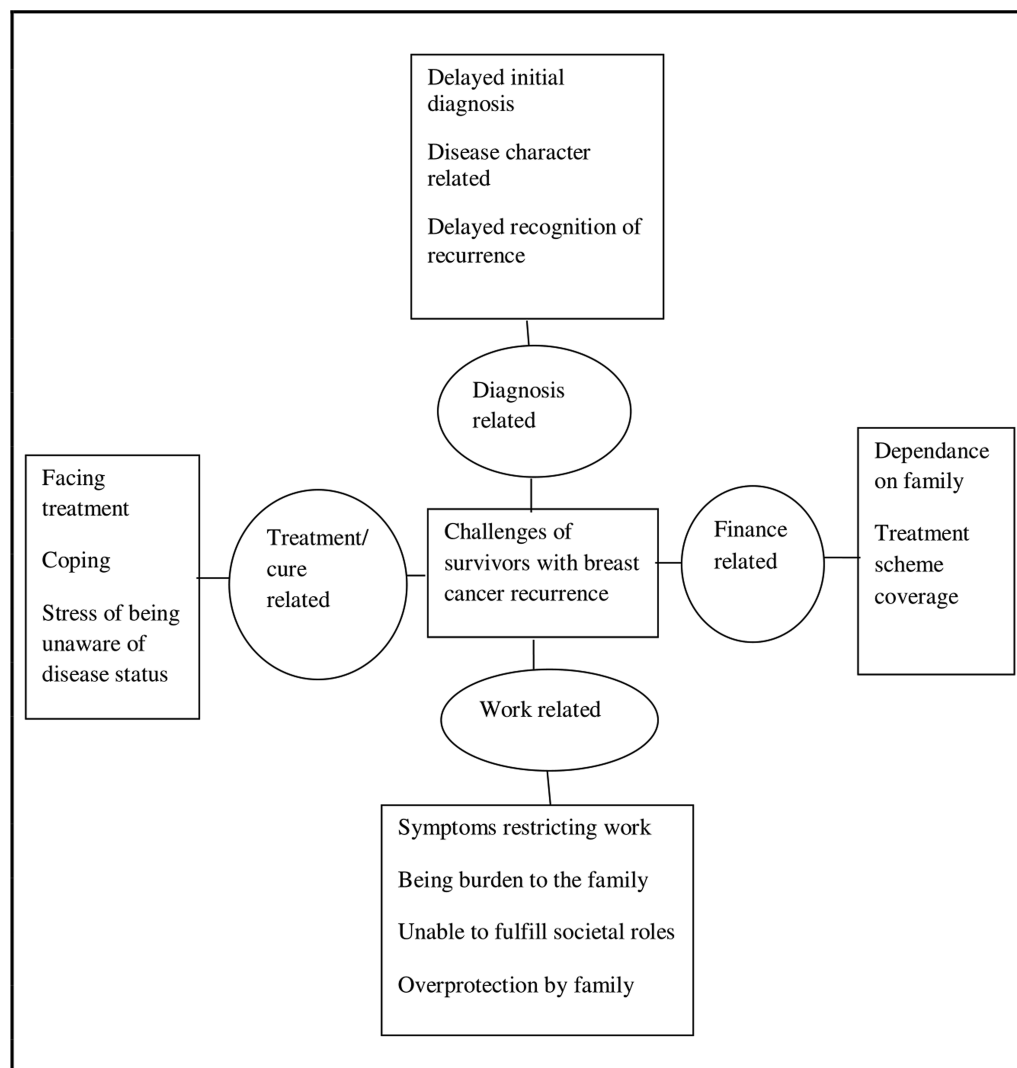 Delayed initial
diagnosis
Disease character
related
Delayed recognition of
recurrence
Diagnosis
related
Facing
treatment
Coping
Stress of being
unaware of
disease status
Treatment/
cure
related
Challenges of
survivors with breast
cancer recurrence
Finance
related
Dependance
on family
Treatment
scheme
coverage
Work related
Symptoms restricting work
Being burden to the family
Unable to fulfill societal roles
Overprotection by family